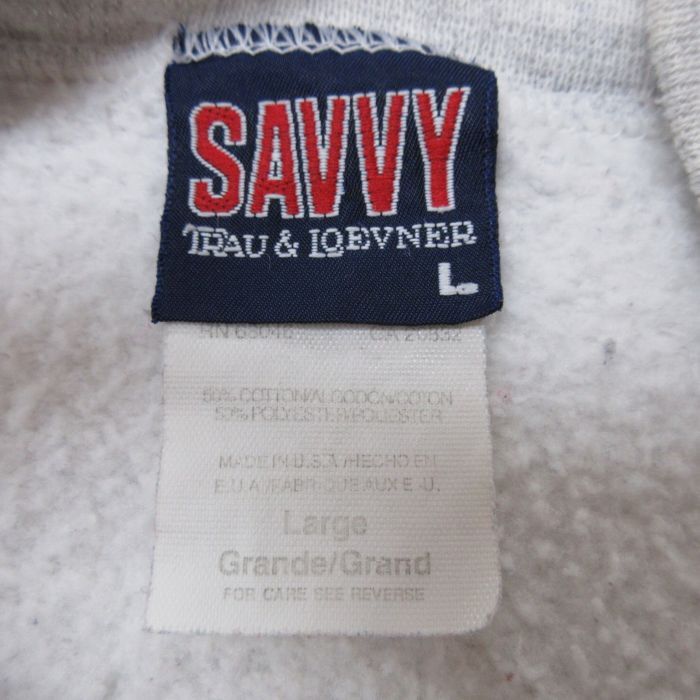 SAVVY
TRAU & LOEVNER
L
50% COTTON/ALGODON/COTON
50% POLYESTER/POLIESTER
MADE IN U.S.A/HECHO EN
E.U.A/FABRIQUE AUX E.-U.
Large
Grande/Grand
FOR CARE SEE REVERSE